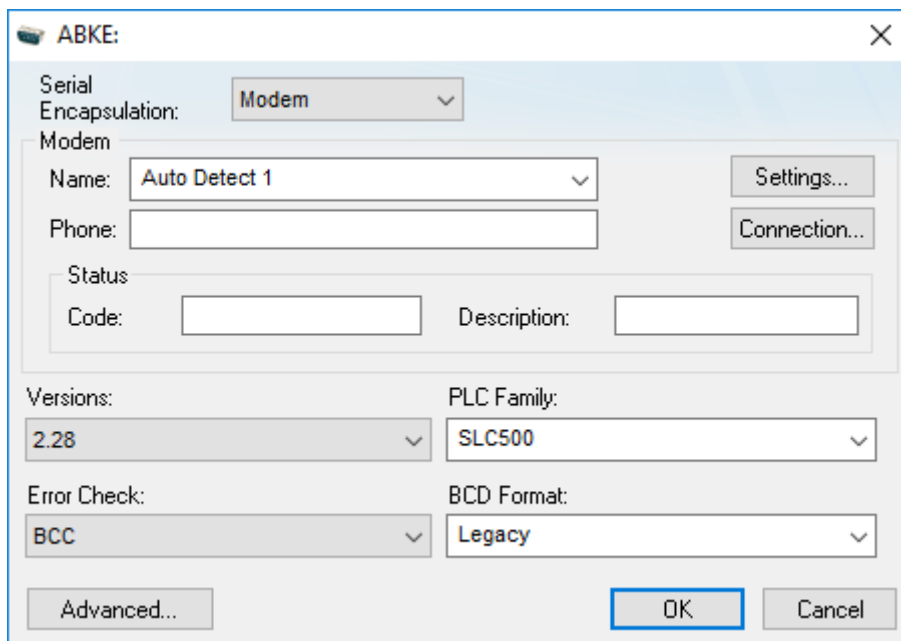 ABKE:
Serial
Encapsulation:
Modem
Modem
Name:
Auto Detect 1
Settings...
Phone:
Connection...
Status
Code:
Description:
Versions:
PLC Family:
2.28
SLC500
Error Check:
BCD Format:
BCC
Legacy
Advanced...
OK
Cancel